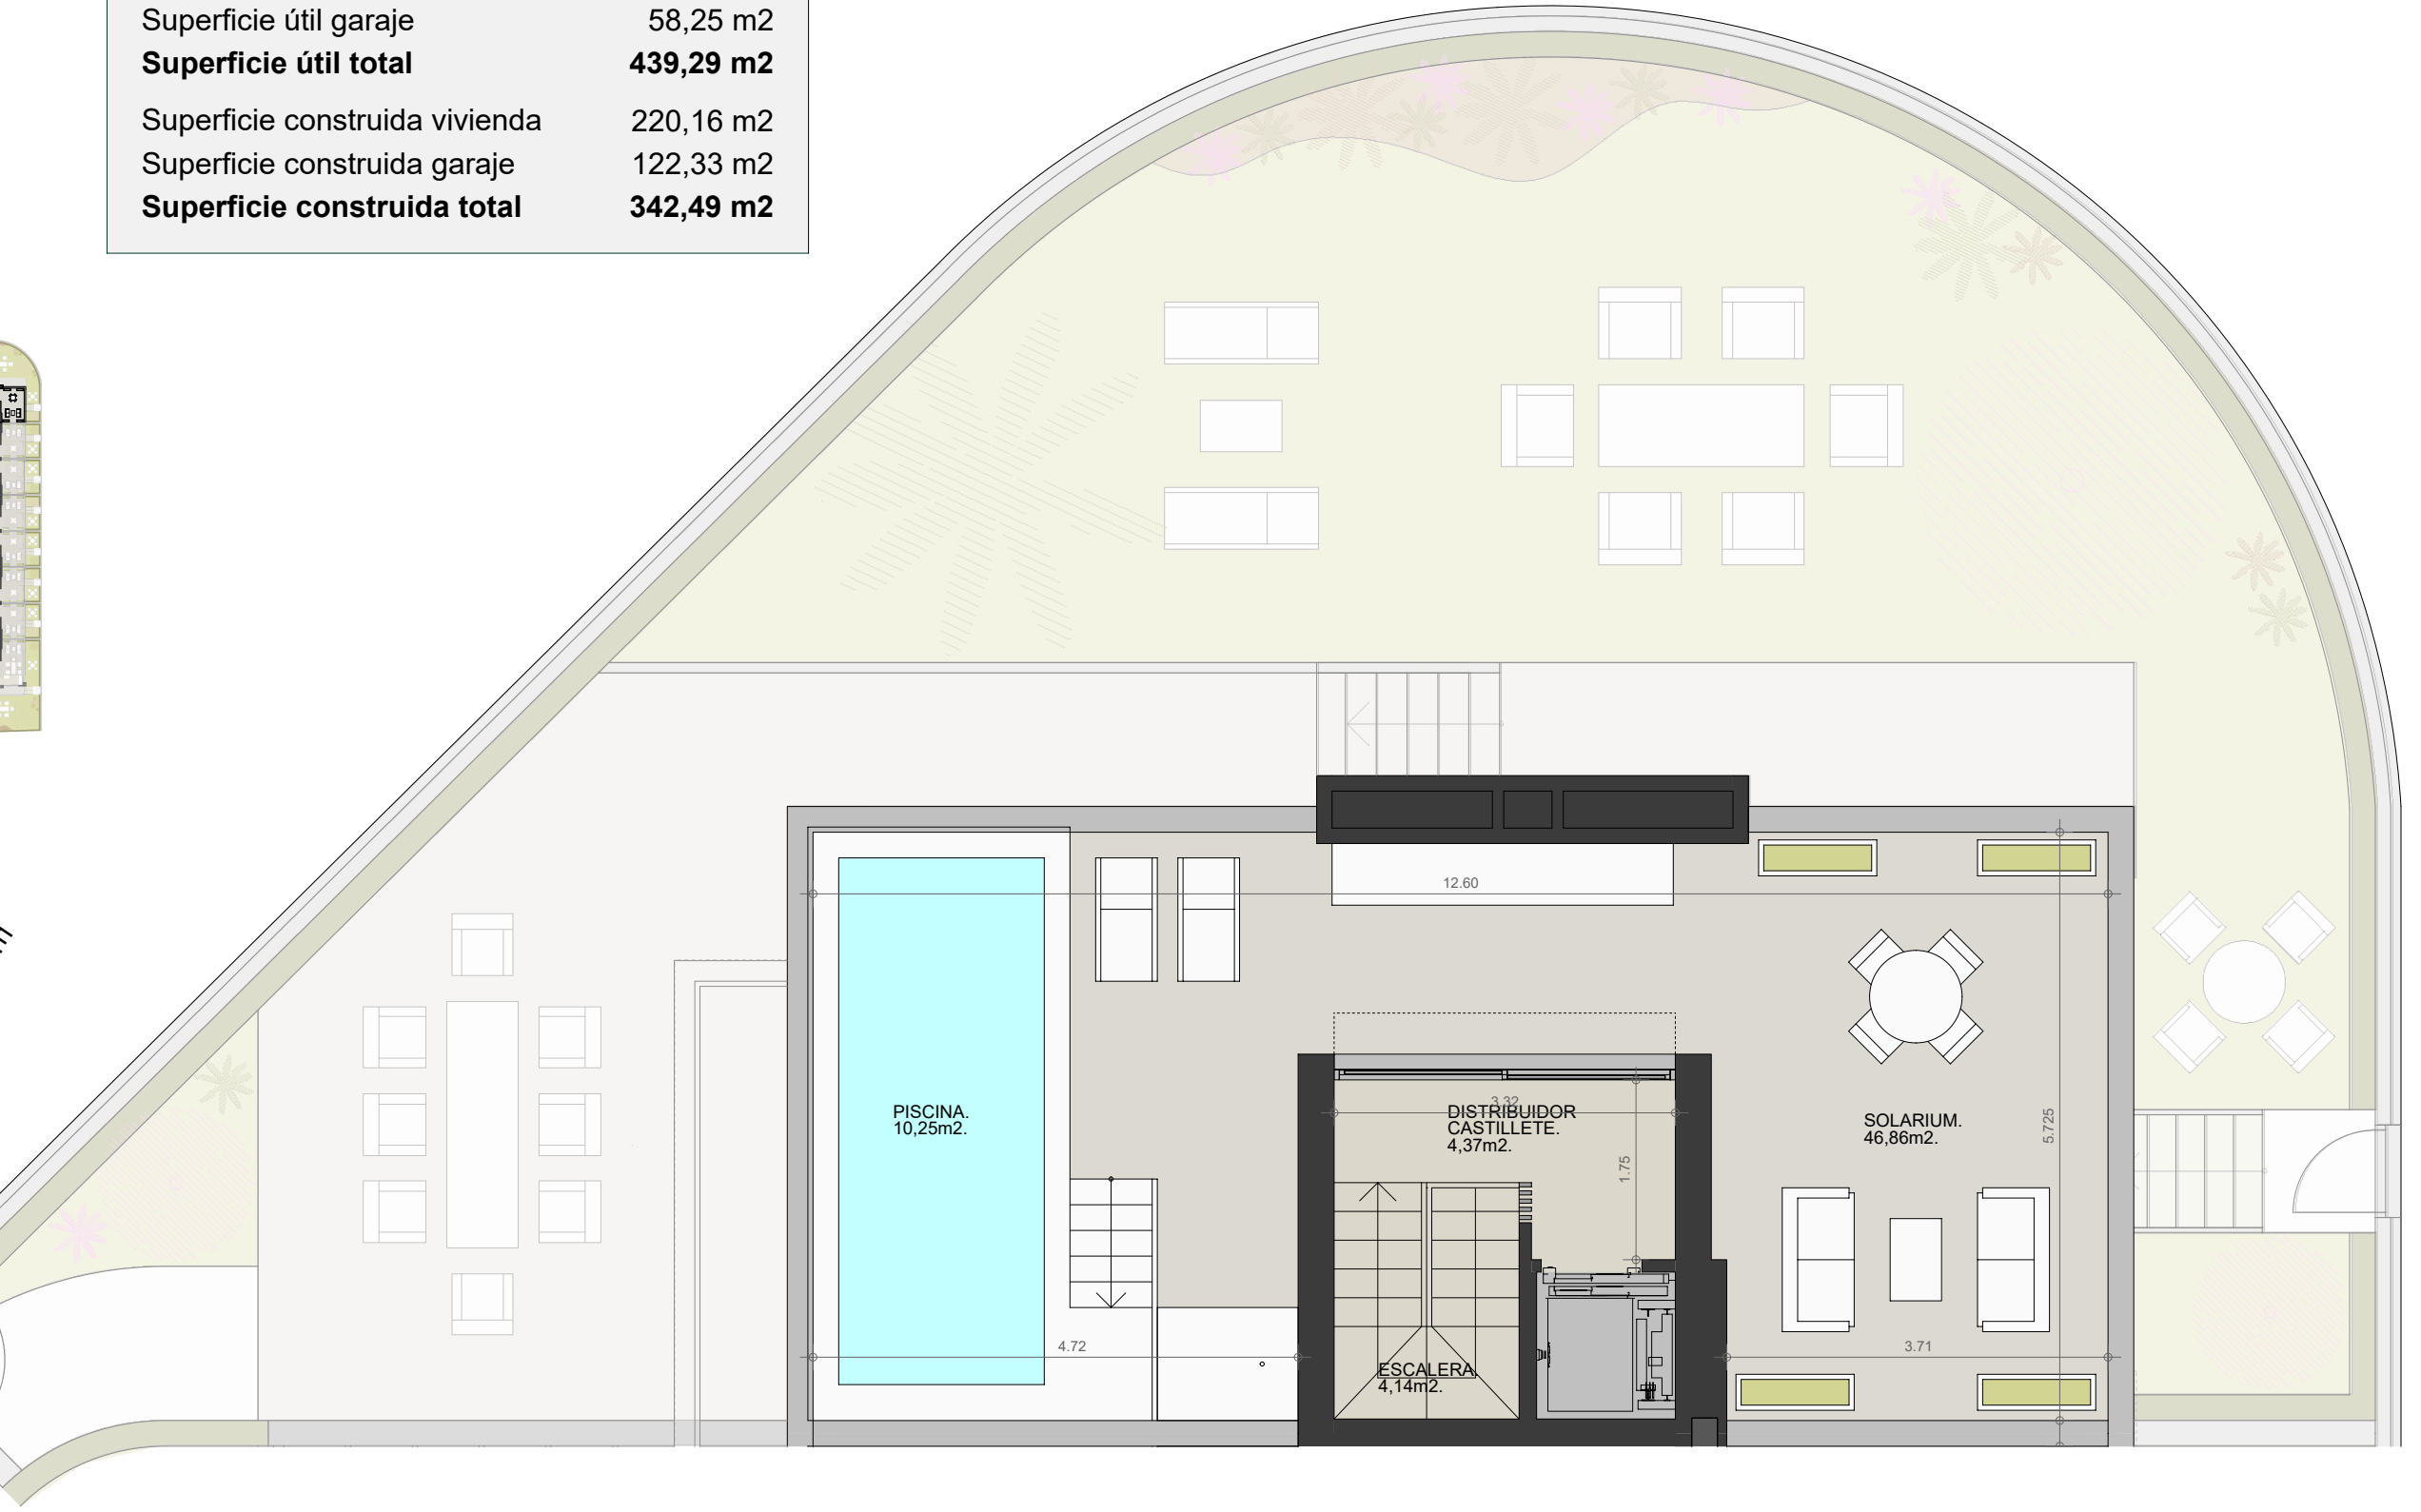 Superficie útil garaje 58,25 m2
Superficie útil total 439,29 m2
Superficie construida vivienda 220,16 m2
Superficie construida garaje 122,33 m2
Superficie construida total 342,49 m2
12.60
PISCINA.
10,25m2.
3.32
DISTRIBUIDOR
CASTILLETE.
4,37m2.
1.75
SOLARIUM.
46,86m2.
5.725
4.72
ESCALERA.
4,14m2.
3.71